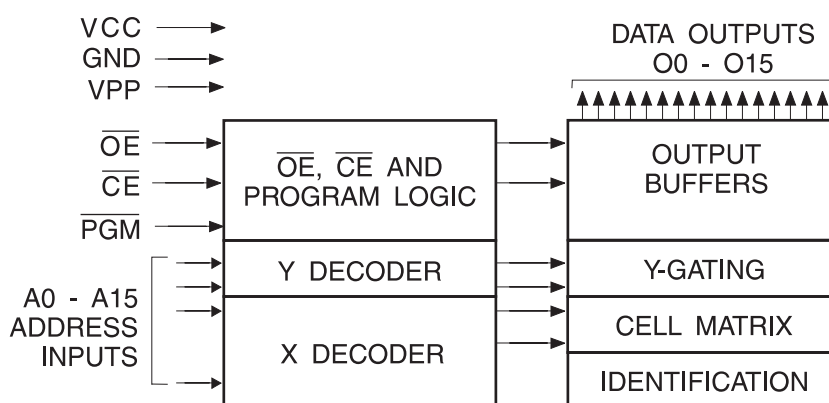 VCC
GND
VPP
OE
CE
PGM
A0 - A15
ADDRESS
INPUTS
OE, CE AND
PROGRAM LOGIC
Y DECODER
X DECODER
DATA OUTPUTS
O0 - O15
OUTPUT
BUFFERS
Y-GATING
CELL MATRIX
IDENTIFICATION